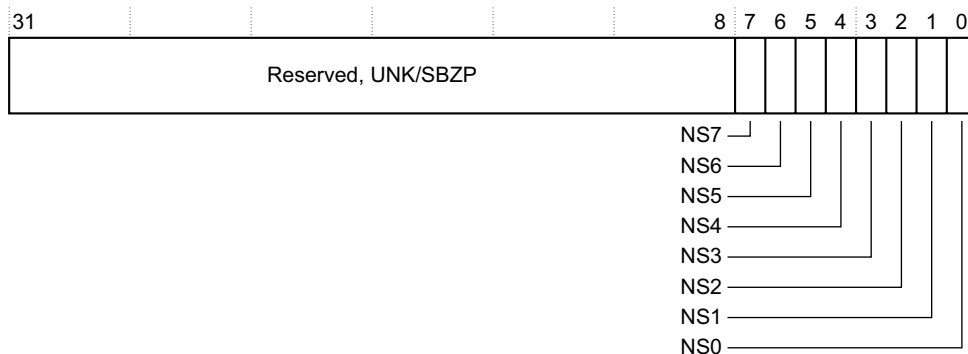 31 8 7 6 5 4 3 2 1 0
Reserved, UNK/SBZP
NS7
NS6
NS5
NS4
NS3
NS2
NS1
NS0